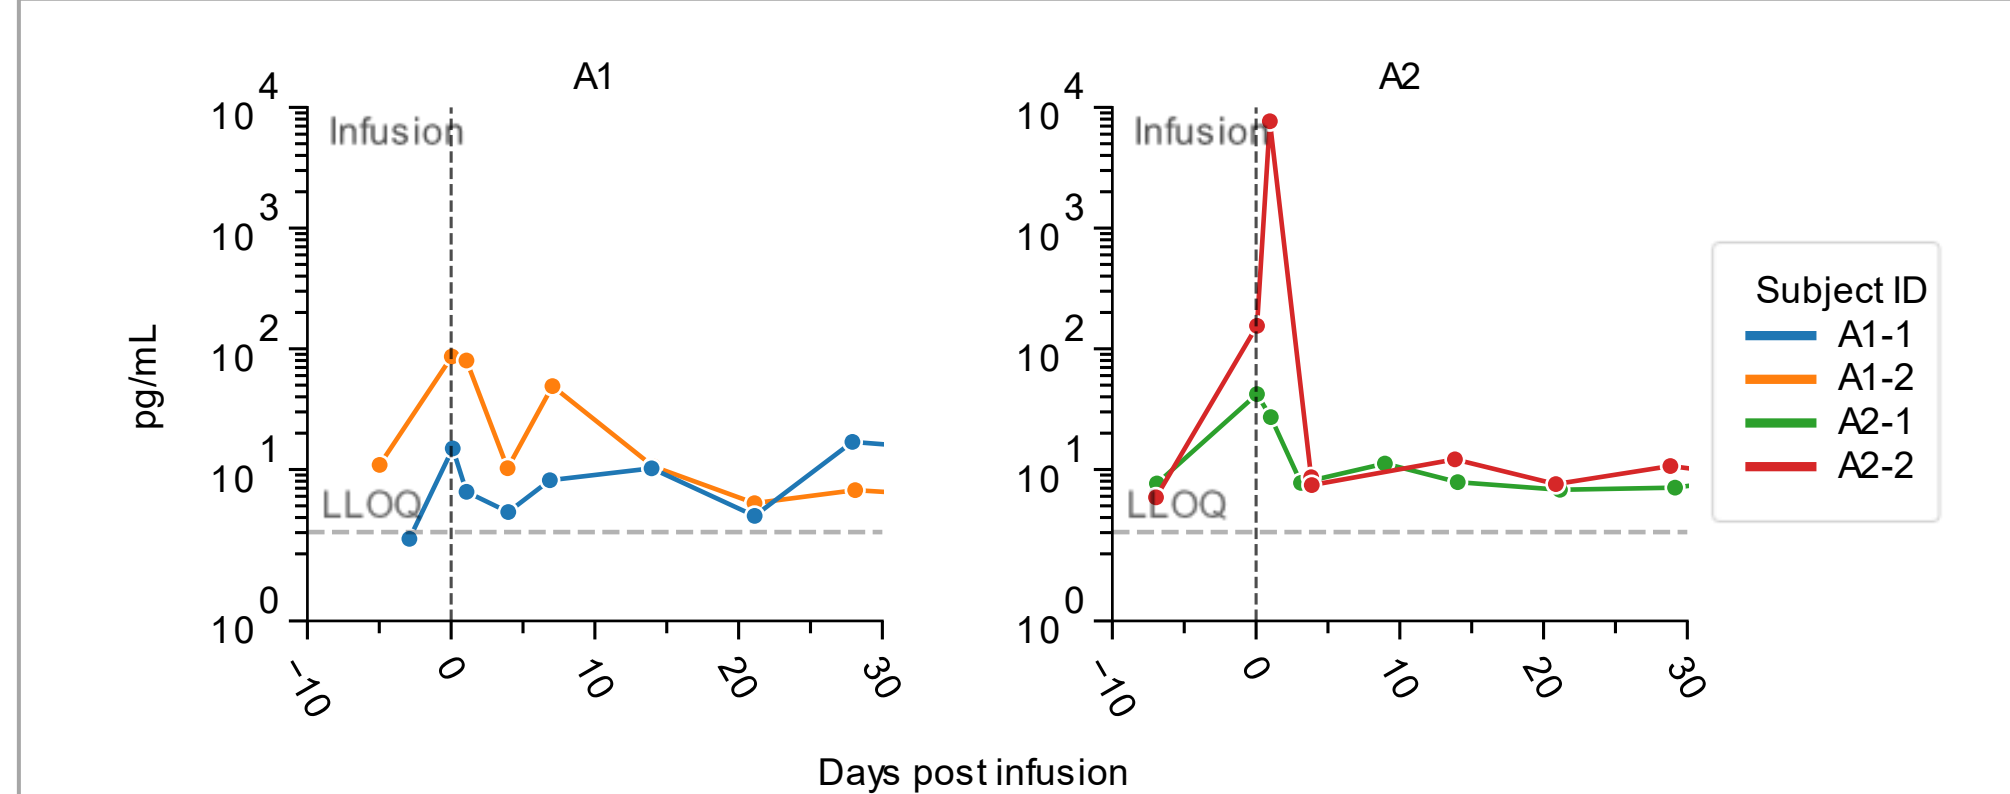 A1
A2
10^4
Infusion
10^3
10^2
10^1
LLOQ
10^0
−10
0
10
20
30
10^4
Infusion
10^3
10^2
10^1
LLOQ
10^0
−10
0
10
20
30
pg/mL
Days post infusion
Subject ID
A1-1
A1-2
A2-1
A2-2